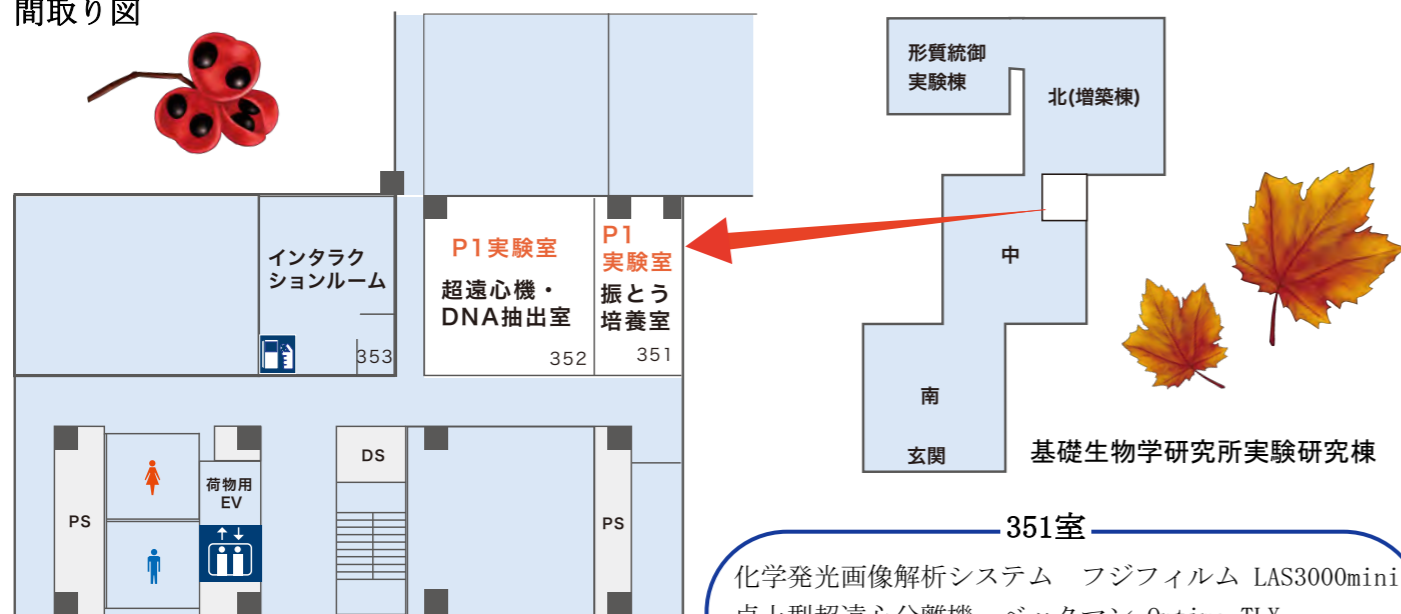 間取り図
形質統御
実験棟
北(増築棟)
インタラク
ションルーム
353
P1実験室
超遠心機・
DNA抽出室
352
P1
実験室
振とう
培養室
351
中
南
玄関
基礎生物学研究所実験研究棟
PS
荷物用
EV
DS
PS
351室
化学発光画像解析システム　フジフィルム LAS3000mini